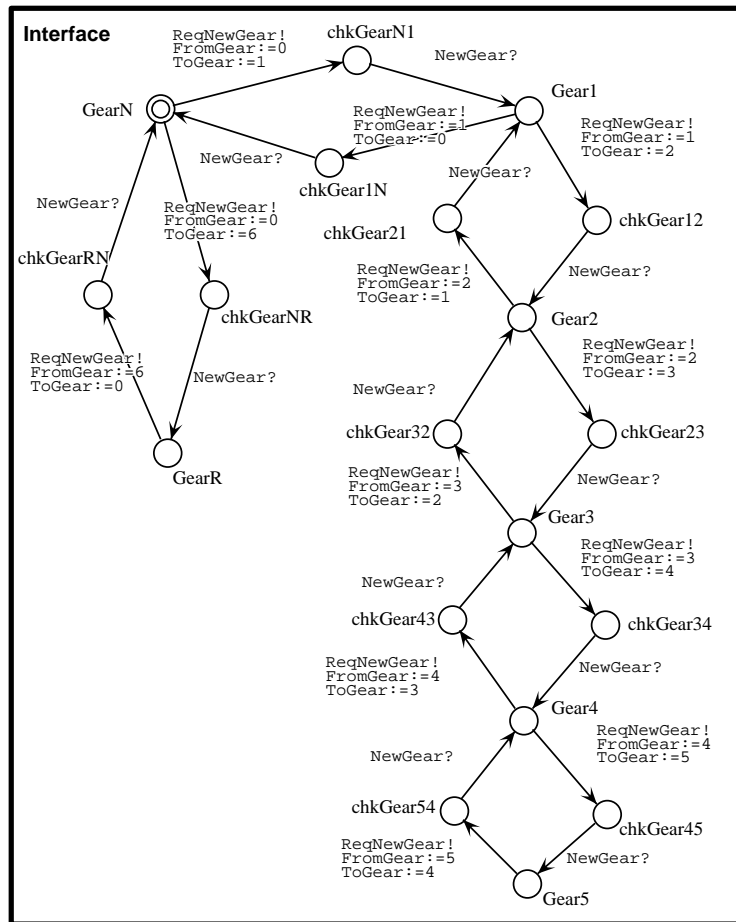 Interface
ReqNewGear!
FromGear:=0
ToGear:=1
chkGearN1
NewGear?
GearN
Gear1
ReqNewGear!
FromGear:=1
ToGear:=0
ReqNewGear!
FromGear:=1
ToGear:=2
NewGear?
chkGear1N
NewGear?
NewGear?
ReqNewGear!
FromGear:=0
ToGear:=6
chkGear21
chkGear12
chkGearRN
NewGear?
ReqNewGear!
FromGear:=2
ToGear:=1
chkGearNR
Gear2
ReqNewGear!
FromGear:=6
ToGear:=0
NewGear?
ReqNewGear!
FromGear:=2
ToGear:=3
NewGear?
chkGear32
chkGear23
GearR
ReqNewGear!
FromGear:=3
ToGear:=2
NewGear?
Gear3
ReqNewGear!
FromGear:=3
ToGear:=4
NewGear?
chkGear43
chkGear34
ReqNewGear!
FromGear:=4
ToGear:=3
NewGear?
Gear4
ReqNewGear!
FromGear:=4
ToGear:=5
NewGear?
chkGear54
chkGear45
ReqNewGear!
FromGear:=5
ToGear:=4
NewGear?
Gear5